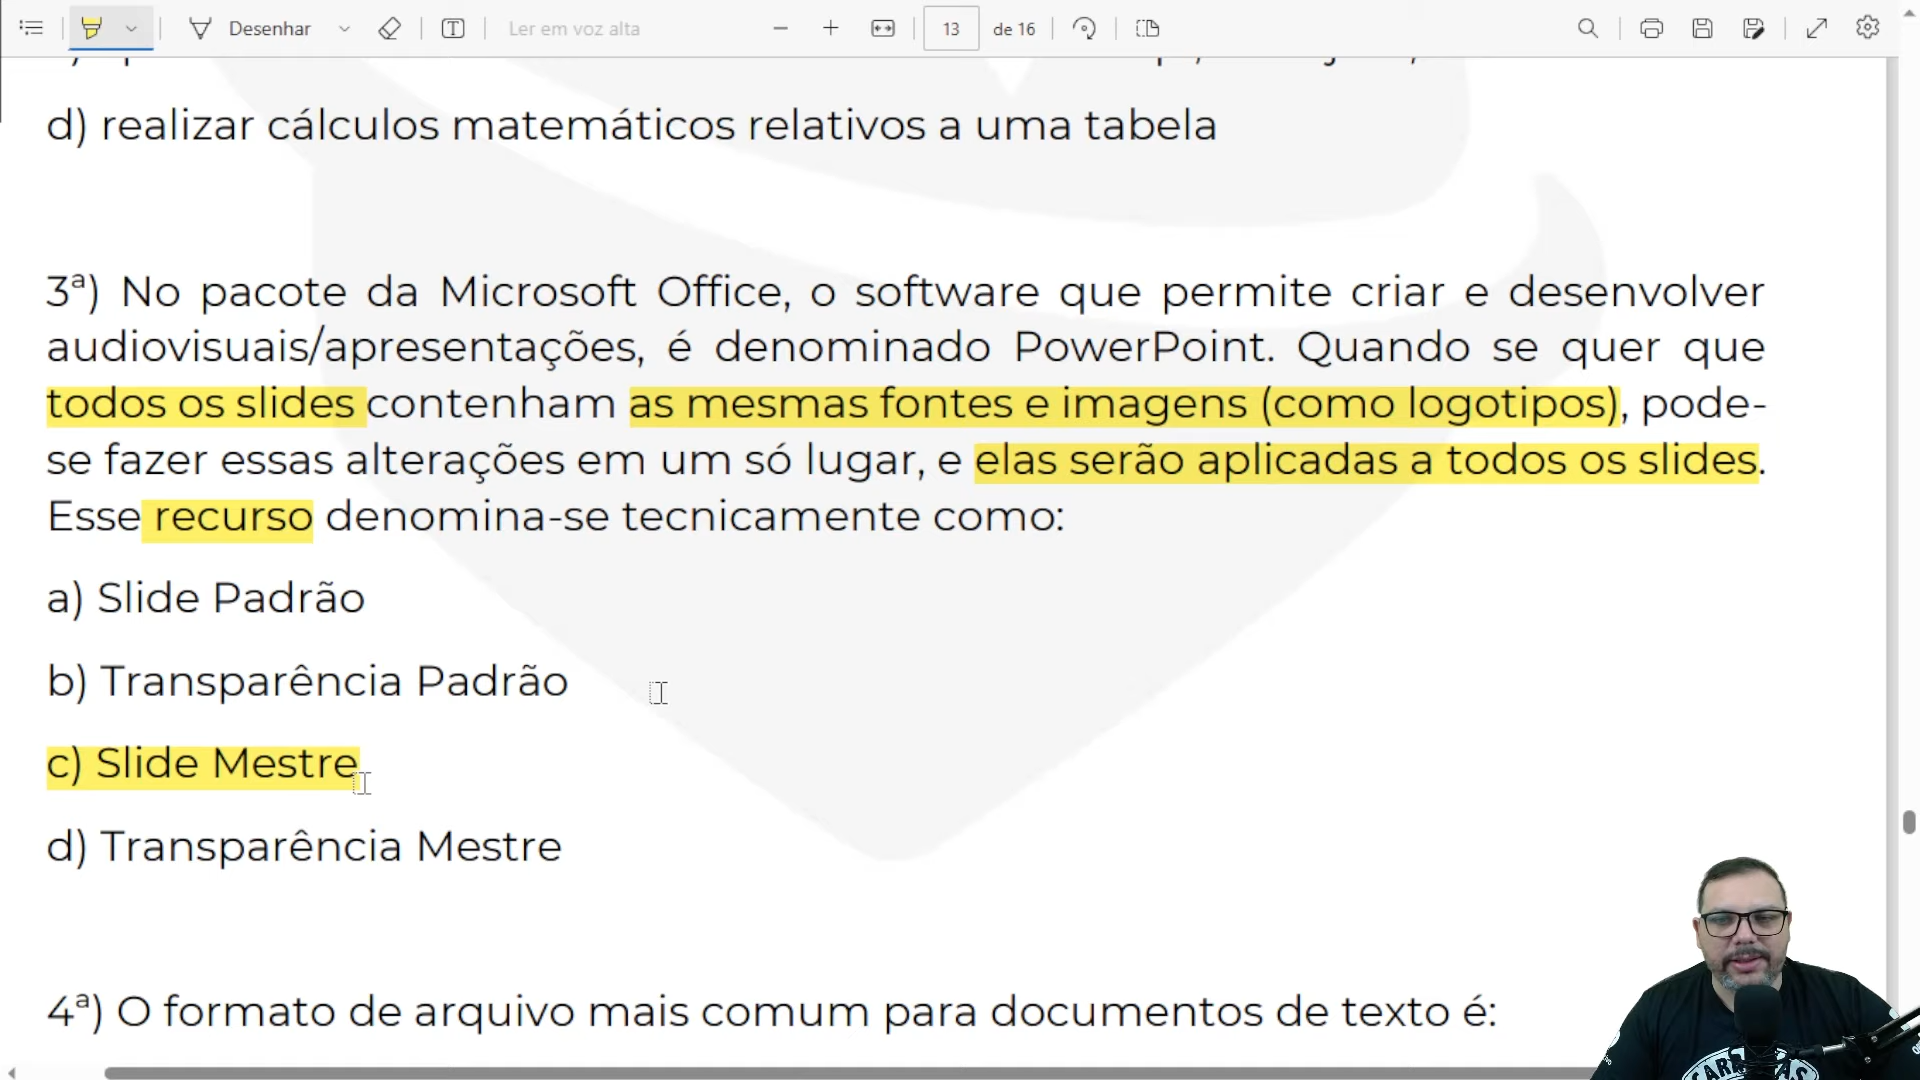 Desenhar
Ler em voz alta
13 de 16
d) realizar cálculos matemáticos relativos a uma tabela
3ª) No pacote da Microsoft Office, o software que permite criar e desenvolver
audiovisuais/apresentações, é denominado PowerPoint. Quando se quer que
todos os slides contenham as mesmas fontes e imagens (como logotipos), pode-
se fazer essas alterações em um só lugar, e elas serão aplicadas a todos os slides.
Esse recurso denomina-se tecnicamente como:
a) Slide Padrão
b) Transparência Padrão
c) Slide Mestre
d) Transparência Mestre
4ª) O formato de arquivo mais comum para documentos de texto é: